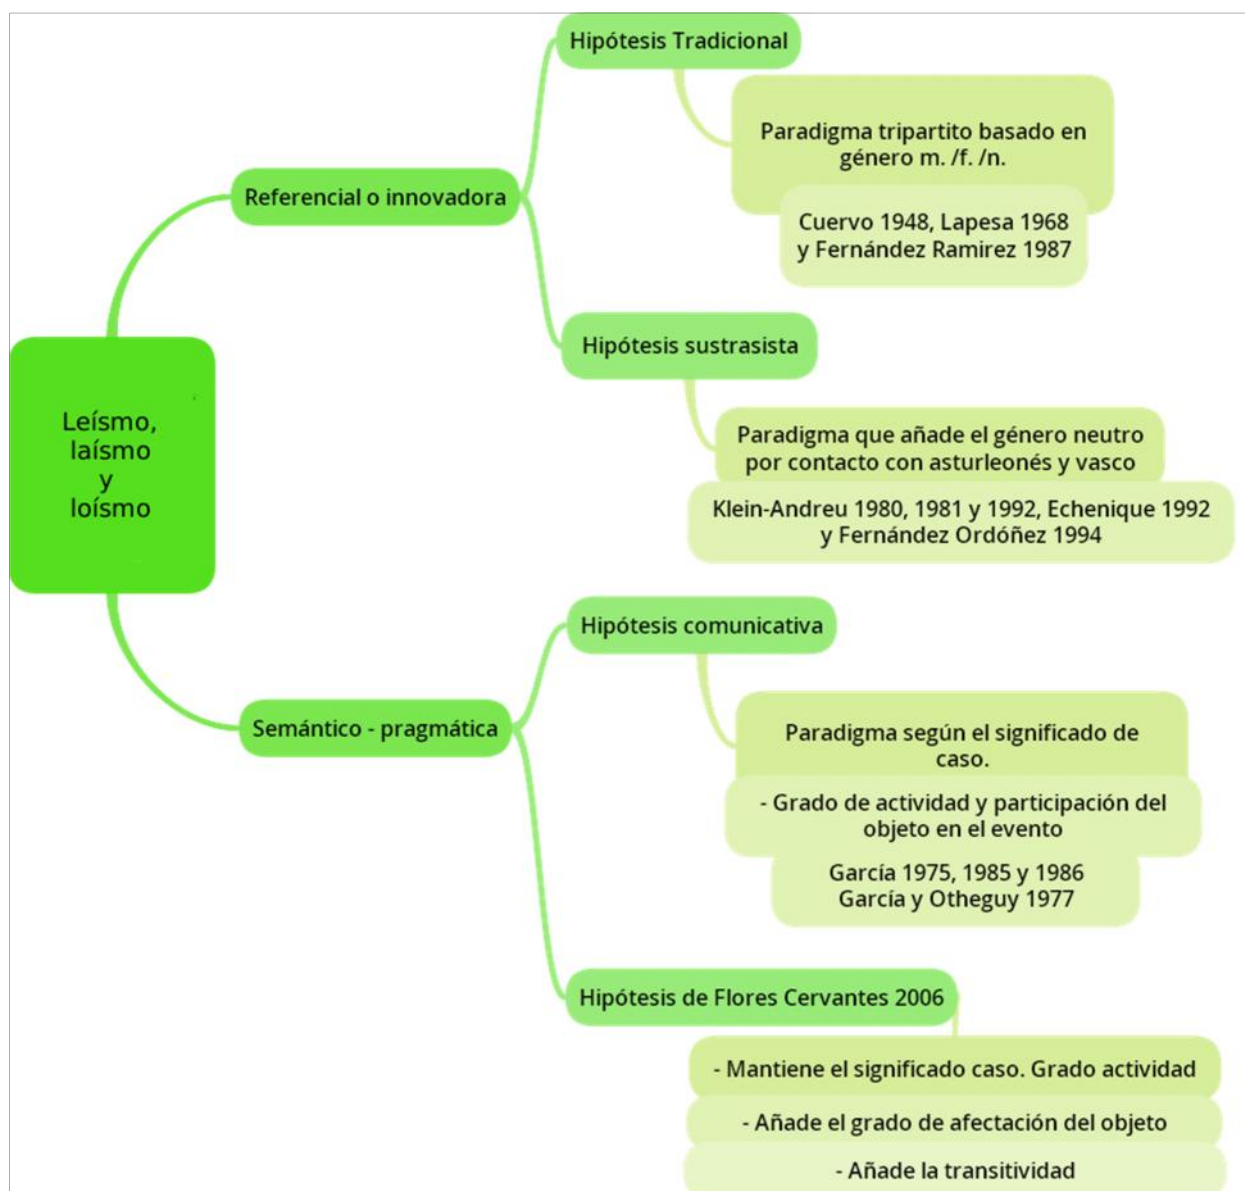 Leísmo,
laísmo
y
loísmo
Referencial o innovadora
Hipótesis Tradicional
Paradigma tripartito basado en
género m. /f. /n.
Cuervo 1948, Lapesa 1968
y Fernández Ramirez 1987
Hipótesis sustrasista
Paradigma que añade el género neutro
por contacto con asturleonés y vasco
Klein-Andreu 1980, 1981 y 1992, Echenique 1992
y Fernández Ordóñez 1994
Semántico - pragmática
Hipótesis comunicativa
Paradigma según el significado de
caso.
- Grado de actividad y participación del
objeto en el evento
García 1975, 1985 y 1986
García y Otheguy 1977
Hipótesis de Flores Cervantes 2006
- Mantiene el significado caso. Grado actividad
- Añade el grado de afectación del objeto
- Añade la transitividad